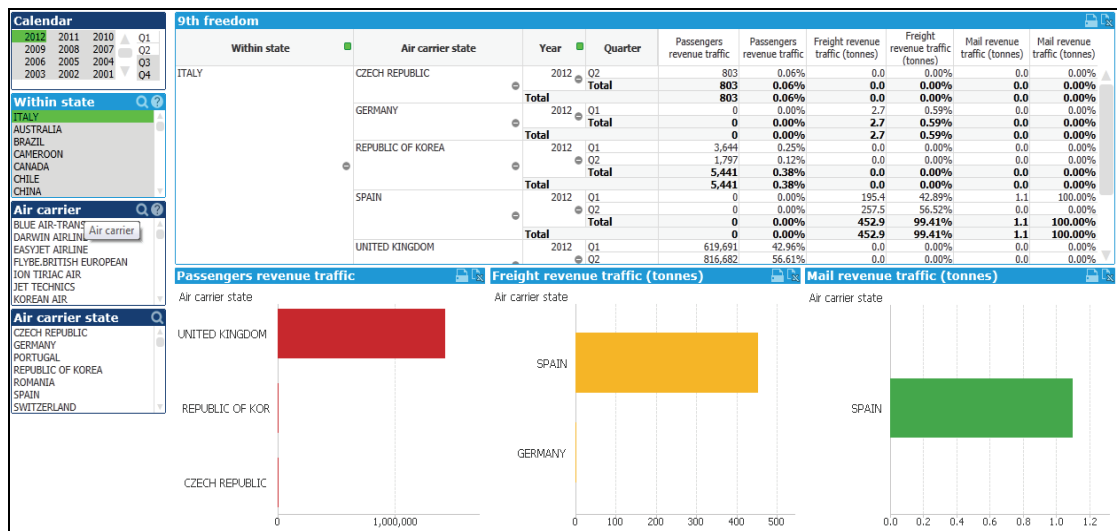 Calendar
2012 2011 2010 Q1
2009 2008 2007 Q2
2006 2005 2004 Q3
2003 2002 2001 Q4
Within state
ITALY
AUSTRALIA
BRAZIL
CAMEROON
CANADA
CHILE
CHINA
Air carrier
BLUE AIR-TRANS
Air carrier
DARWIN AIRLINE
EASYJET AIRLINE
FLYBE.BRITISH EUROPEAN
ION TIRIAC AIR
JET TECHNICS
KOREAN AIR
Air carrier state
CZECH REPUBLIC
GERMANY
PORTUGAL
REPUBLIC OF KOREA
ROMANIA
SPAIN
SWITZERLAND
9th freedom
Within state Air carrier state Year Quarter Passengers revenue traffic Passengers revenue traffic Freight revenue traffic (tonnes) Freight revenue traffic (tonnes) Mail revenue traffic (tonnes) Mail revenue traffic (tonnes)
ITALY CZECH REPUBLIC 2012 Q2 803 0.06% 0.0 0.00% 0.0 0.00%
Total 803 0.06% 0.0 0.00% 0.0 0.00%
Total 803 0.06% 0.0 0.00% 0.0 0.00%
GERMANY 2012 Q1 0 0.00% 2.7 0.59% 0.0 0.00%
Total 0 0.00% 2.7 0.59% 0.0 0.00%
Total 0 0.00% 2.7 0.59% 0.0 0.00%
REPUBLIC OF KOREA 2012 Q1 3,644 0.25% 0.0 0.00% 0.0 0.00%
Q2 1,797 0.12% 0.0 0.00% 0.0 0.00%
Total 5,441 0.38% 0.0 0.00% 0.0 0.00%
Total 5,441 0.38% 0.0 0.00% 0.0 0.00%
SPAIN 2012 Q1 0 0.00% 195.4 42.89% 1.1 100.00%
Q2 0 0.00% 257.5 56.52% 0.0 0.00%
Total 0 0.00% 452.9 99.41% 1.1 100.00%
Total 0 0.00% 452.9 99.41% 1.1 100.00%
UNITED KINGDOM 2012 Q1 619,691 42.96% 0.0 0.00% 0.0 0.00%
Q2 816,682 56.61% 0.0 0.00% 0.0 0.00%
Passengers revenue traffic
Air carrier state
UNITED KINGDOM
REPUBLIC OF KOR
CZECH REPUBLIC
0 1,000,000
Freight revenue traffic (tonnes)
Air carrier state
SPAIN
GERMANY
0 100 200 300 400 500
Mail revenue traffic (tonnes)
Air carrier state
SPAIN
0.0 0.2 0.4 0.6 0.8 1.0 1.2